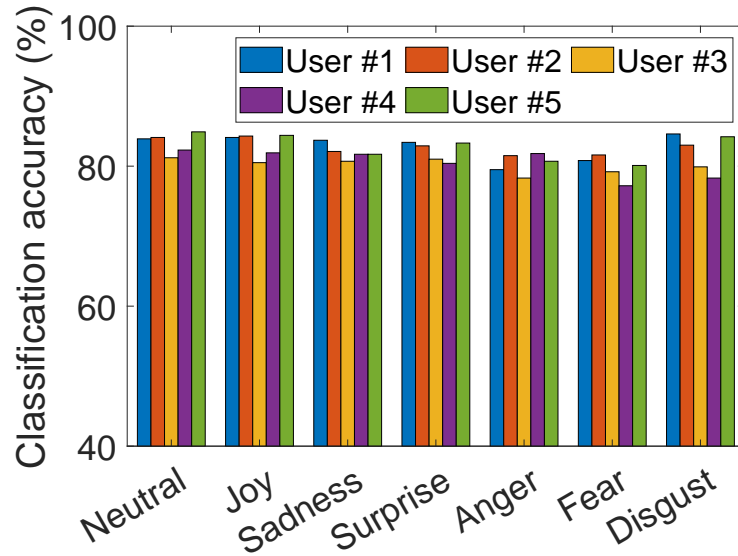 Classification accuracy (%)
100
80
60
40
User #1 User #2 User #3
User #4 User #5
Neutral
Joy
Sadness
Surprise
Anger
Fear
Disgust